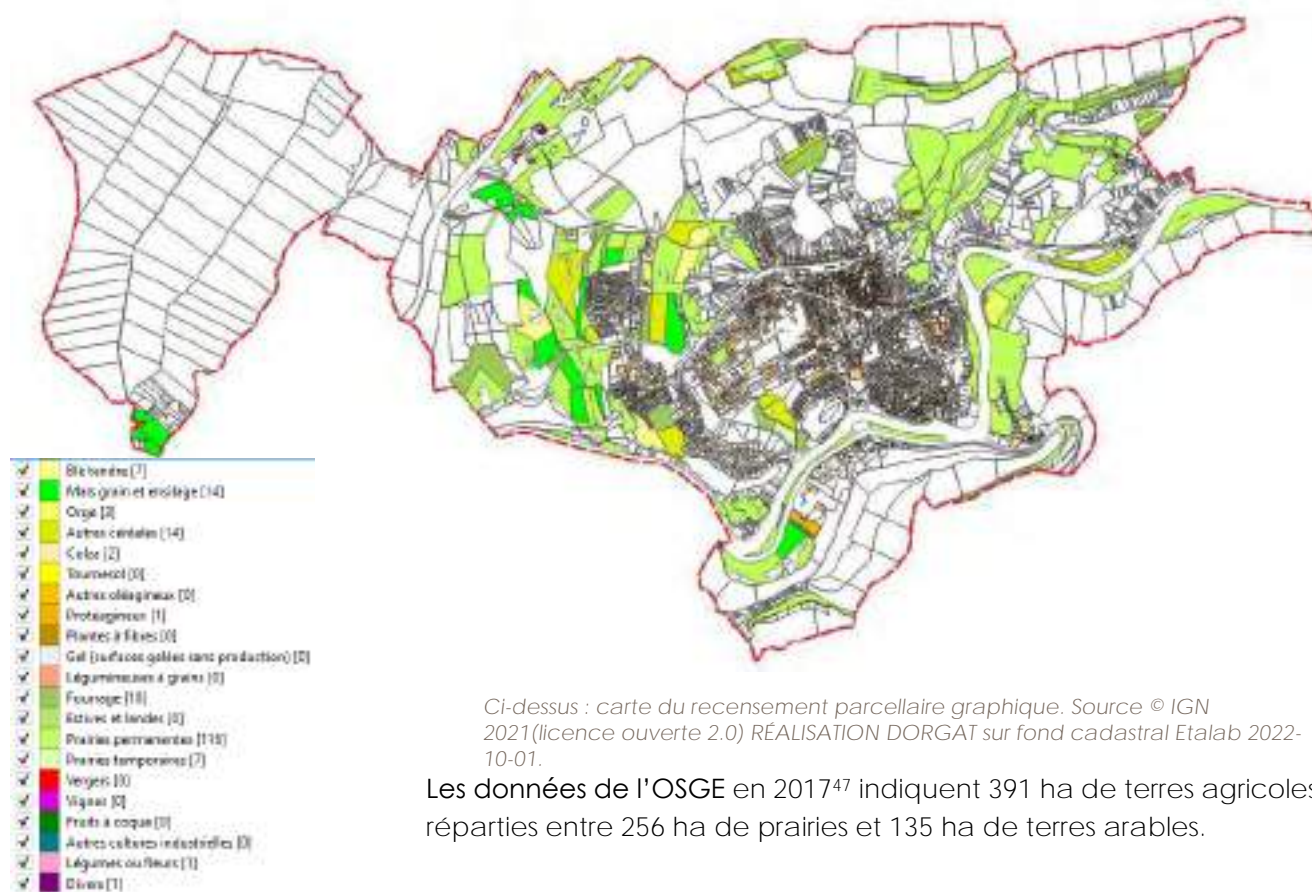 Blé tendre [7]
Maïs grain et ensilage [14]
Orge [3]
Autres céréales [14]
Colza [2]
Tournesol [0]
Autres oléagineux [0]
Protéagineux [1]
Plantes à fibres [0]
Gel (surfaces gelées sans production) [0]
Légumineuses à grains [0]
Fourrage [10]
Estives et landes [0]
Prairies permanentes
Prairies temporaires [7]
Vergers [0]
Vignes [0]
Fruits à coque [0]
Autres cultures industrielles [0]
Légumes ou fleurs [1]
Divers [1]
Ci-dessus : carte du recensement parcellaire graphique. Source © IGN
2021(licence ouverte 2.0) RÉALISATION DORGAT sur fond cadastral Etalab 2022-
10-01.
Les données de l'OSGE en 2017⁴⁷ indiquent 391 ha de terres agricoles
réparties entre 256 ha de prairies et 135 ha de terres arables.